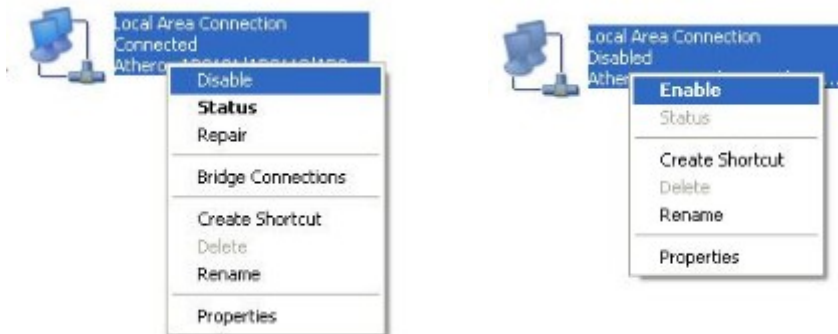 Local Area Connection
Connected
Disable
Status
Repair
Bridge Connections
Create Shortcut
Delete
Rename
Properties
Local Area Connection
Disabled
Enable
Status
Create Shortcut
Delete
Rename
Properties